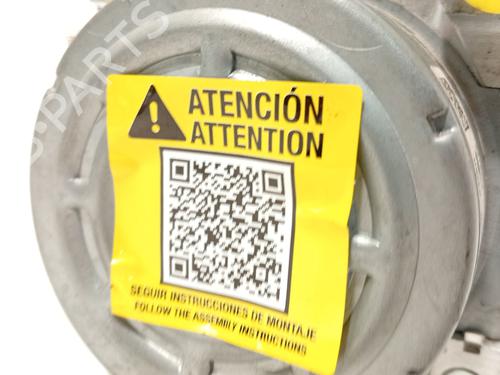 ATENCIÓN
ATTENTION
SEGUIR INSTRUCCIONES DE MONTAJE
FOLLOW THE ASSEMBLY INSTRUCTIONS